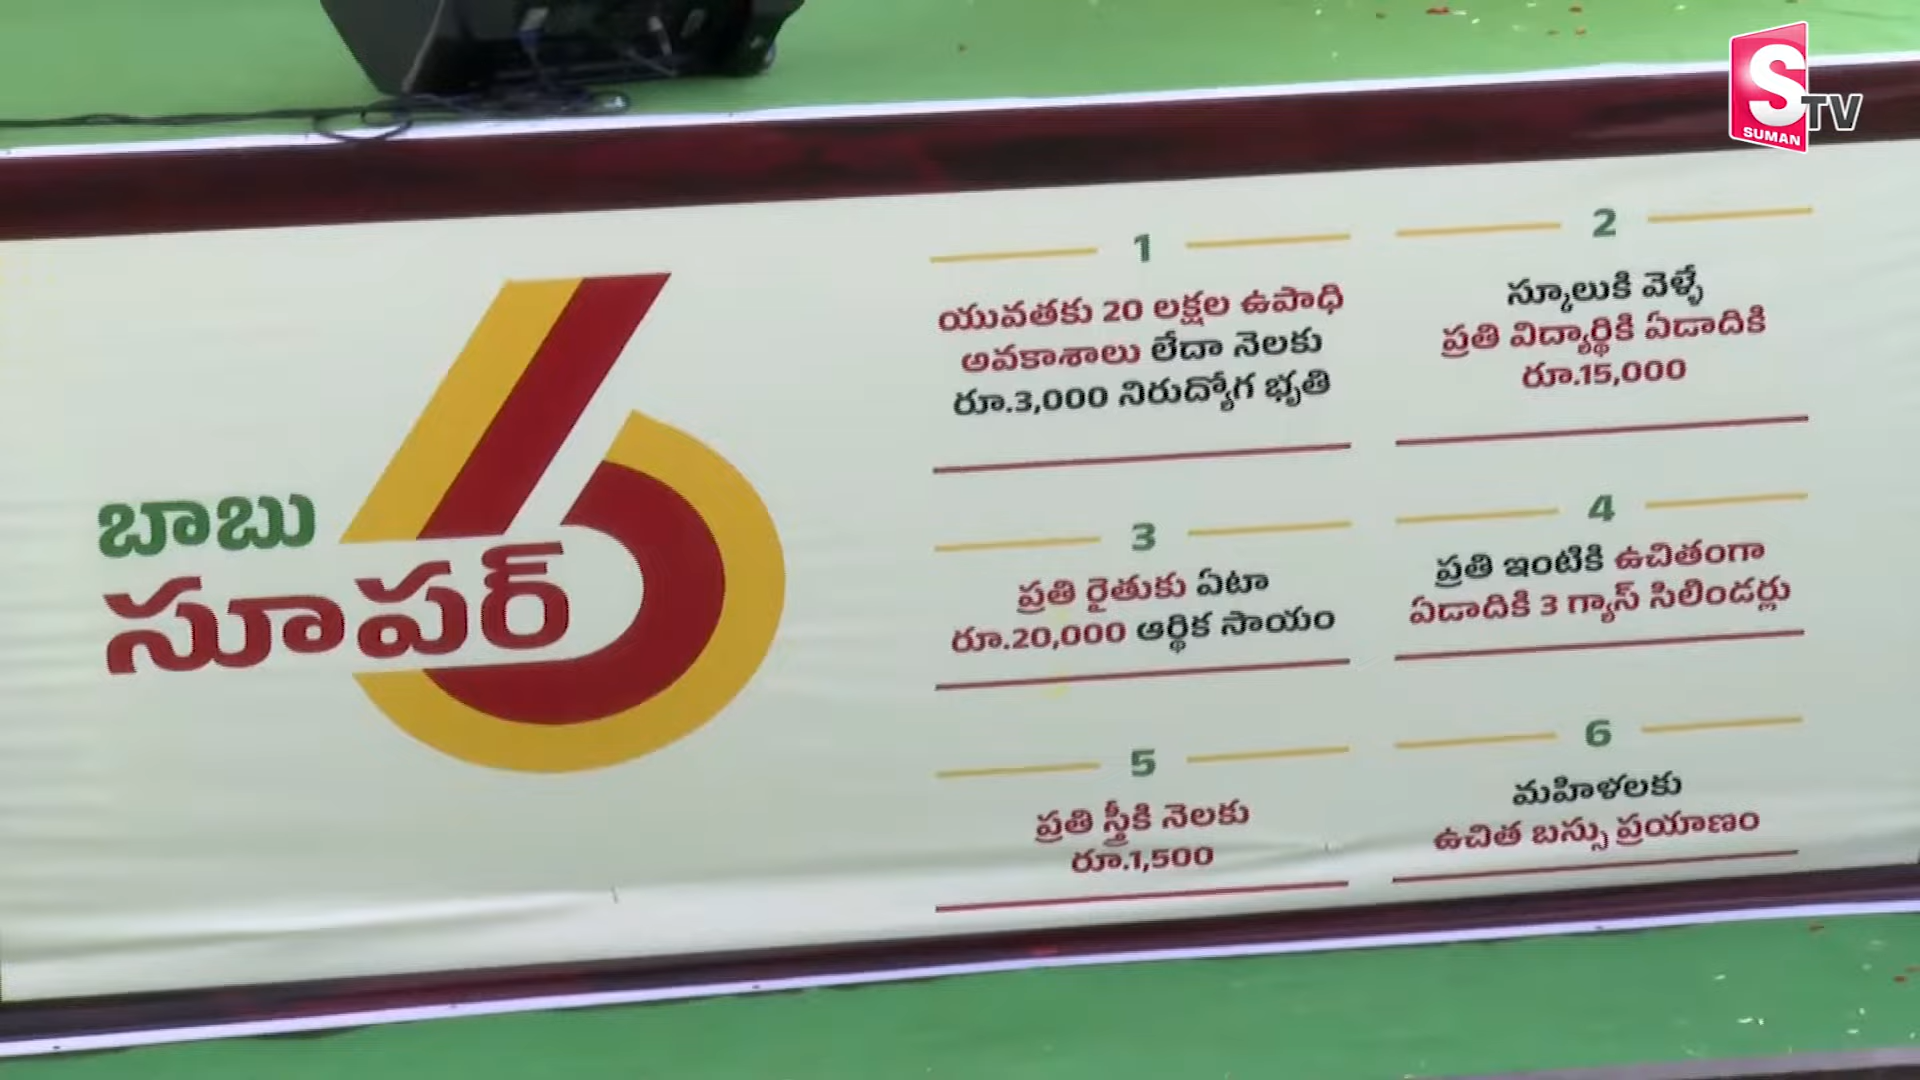 S
SUMAN
TV
బాబు
సూపర్
6
1
యువతకు 20 లక్షల ఉపాధి
అవకాశాలు లేదా నెలకు
రూ.3,000 నిరుద్యోగ భృతి
2
స్కూలుకి వెళ్ళే
ప్రతి విద్యార్థికి ఏడాదికి
రూ.15,000
3
ప్రతి రైతుకు ఏటా
రూ.20,000 ఆర్థిక సాయం
4
ప్రతి ఇంటికి ఉచితంగా
ఏడాదికి 3 గ్యాస్ సిలిండర్లు
5
ప్రతి స్త్రీకి నెలకు
రూ.1,500
6
మహిళలకు
ఉచిత బస్సు ప్రయాణం